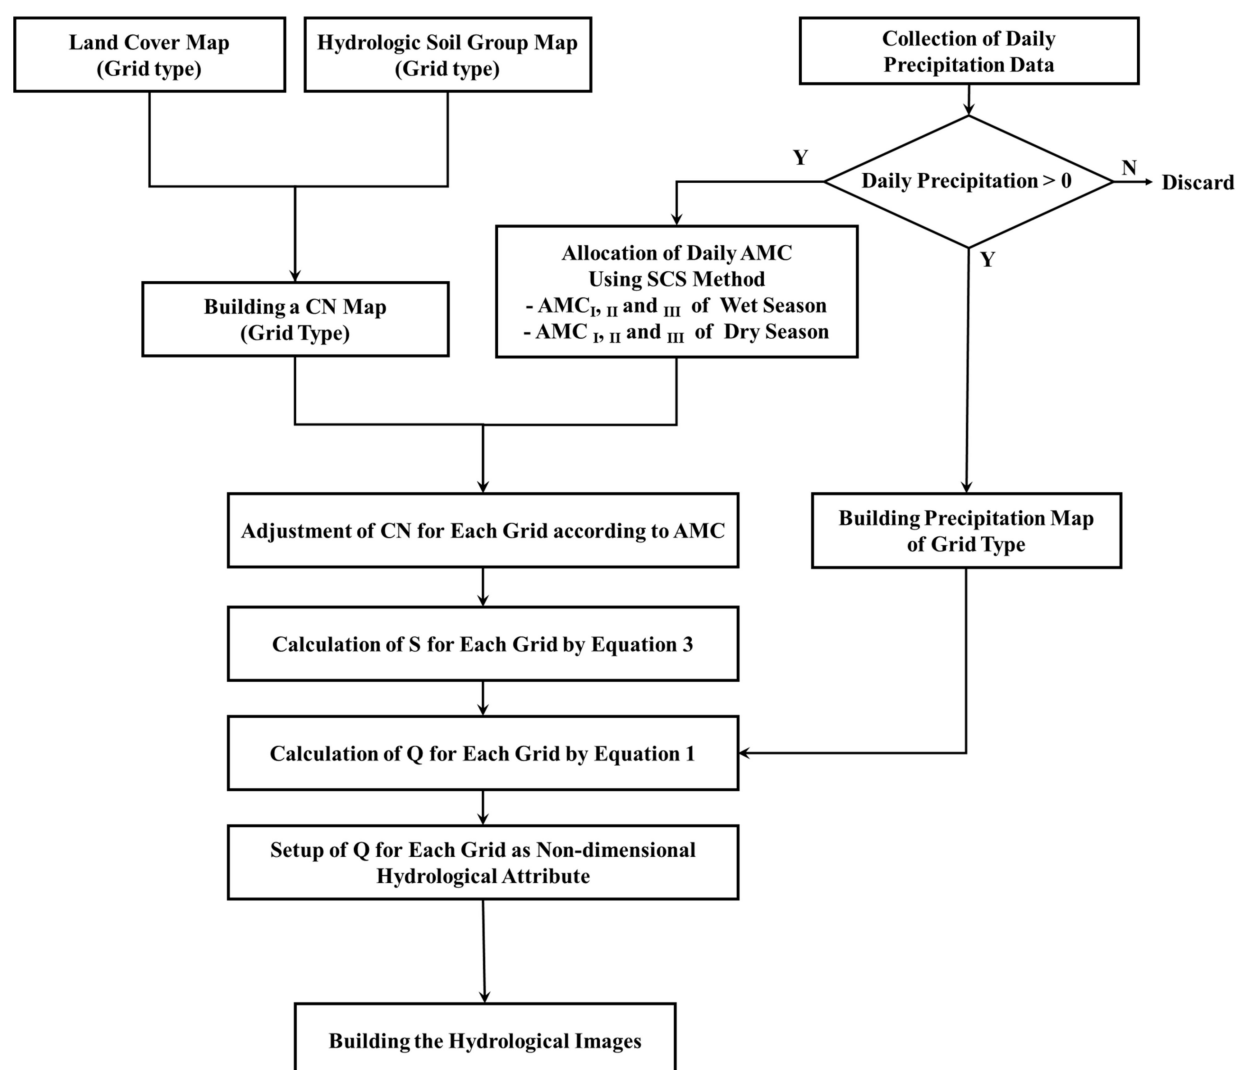 Land Cover Map
(Grid type)
Hydrologic Soil Group Map
(Grid type)
Collection of Daily
Precipitation Data
Daily Precipitation > 0
Y
N
Discard
Y
Allocation of Daily AMC
Using SCS Method
- AMCI, II and III of Wet Season
- AMC I, II and III of Dry Season
Building a CN Map
(Grid Type)
Adjustment of CN for Each Grid according to AMC
Building Precipitation Map
of Grid Type
Calculation of S for Each Grid by Equation 3
Calculation of Q for Each Grid by Equation 1
Setup of Q for Each Grid as Non-dimensional
Hydrological Attribute
Building the Hydrological Images